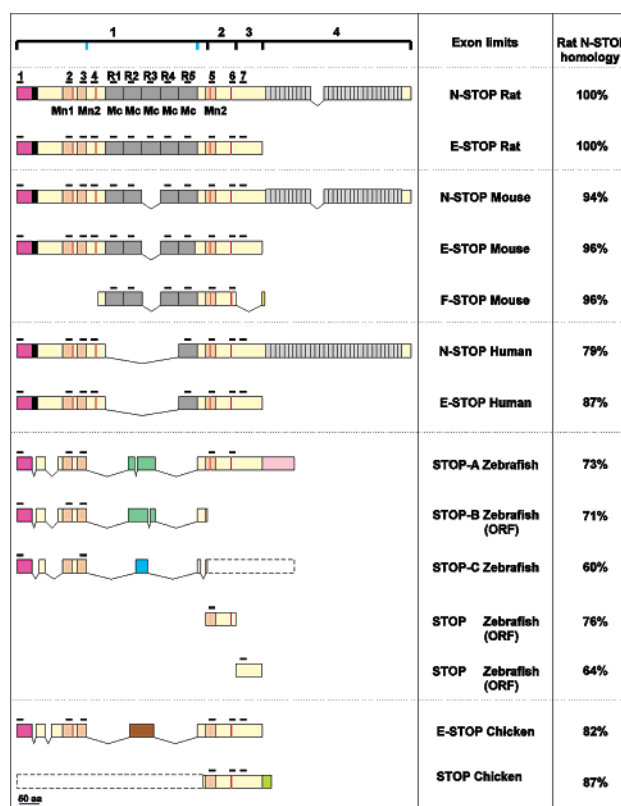 1 2 3 4 Exon limits Rat N-STOP homology
1 2 3 4 R1 R2 R3 R4 R5 5 6 7
N-STOP Rat 100%
Mn1 Mn2 Mc Mc Mc Mc Mc Mn2
E-STOP Rat 100%
N-STOP Mouse 94%
E-STOP Mouse 96%
F-STOP Mouse 96%
N-STOP Human 79%
E-STOP Human 87%
STOP-A Zebrafish 73%
STOP-B Zebrafish (ORF) 71%
STOP-C Zebrafish 60%
STOP Zebrafish (ORF) 76%
STOP Zebrafish (ORF) 64%
E-STOP Chicken 82%
STOP Chicken 87%
50 aa